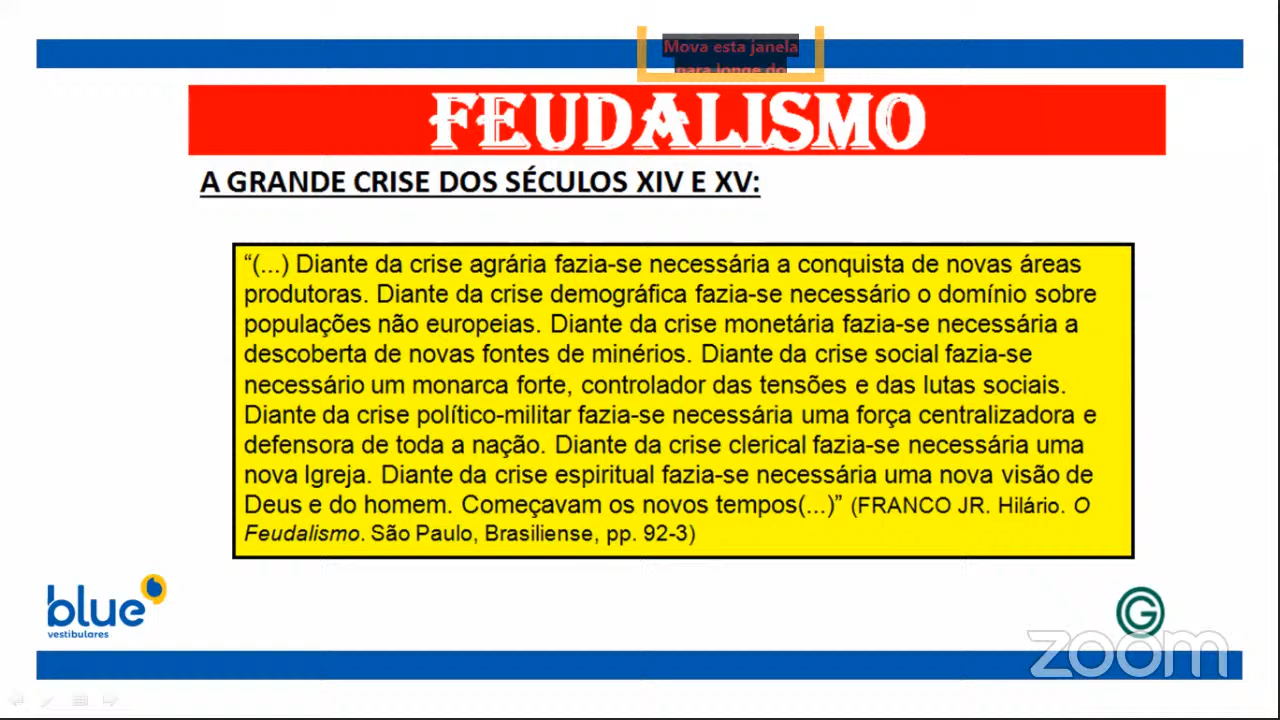 Mova esta janela
para longe do
FEUDALISMO
A GRANDE CRISE DOS SÉCULOS XIV E XV:
“(...) Diante da crise agrária fazia-se necessária a conquista de novas áreas
produtoras. Diante da crise demográfica fazia-se necessário o domínio sobre
populações não europeias. Diante da crise monetária fazia-se necessária a
descoberta de novas fontes de minérios. Diante da crise social fazia-se
necessário um monarca forte, controlador das tensões e das lutas sociais.
Diante da crise político-militar fazia-se necessária uma força centralizadora e
defensora de toda a nação. Diante da crise clerical fazia-se necessária uma
nova Igreja. Diante da crise espiritual fazia-se necessária uma nova visão de
Deus e do homem. Começavam os novos tempos(...)” (FRANCO JR. Hilário. O
Feudalismo. São Paulo, Brasiliense, pp. 92-3)
blue
vestibulares
G
zoom